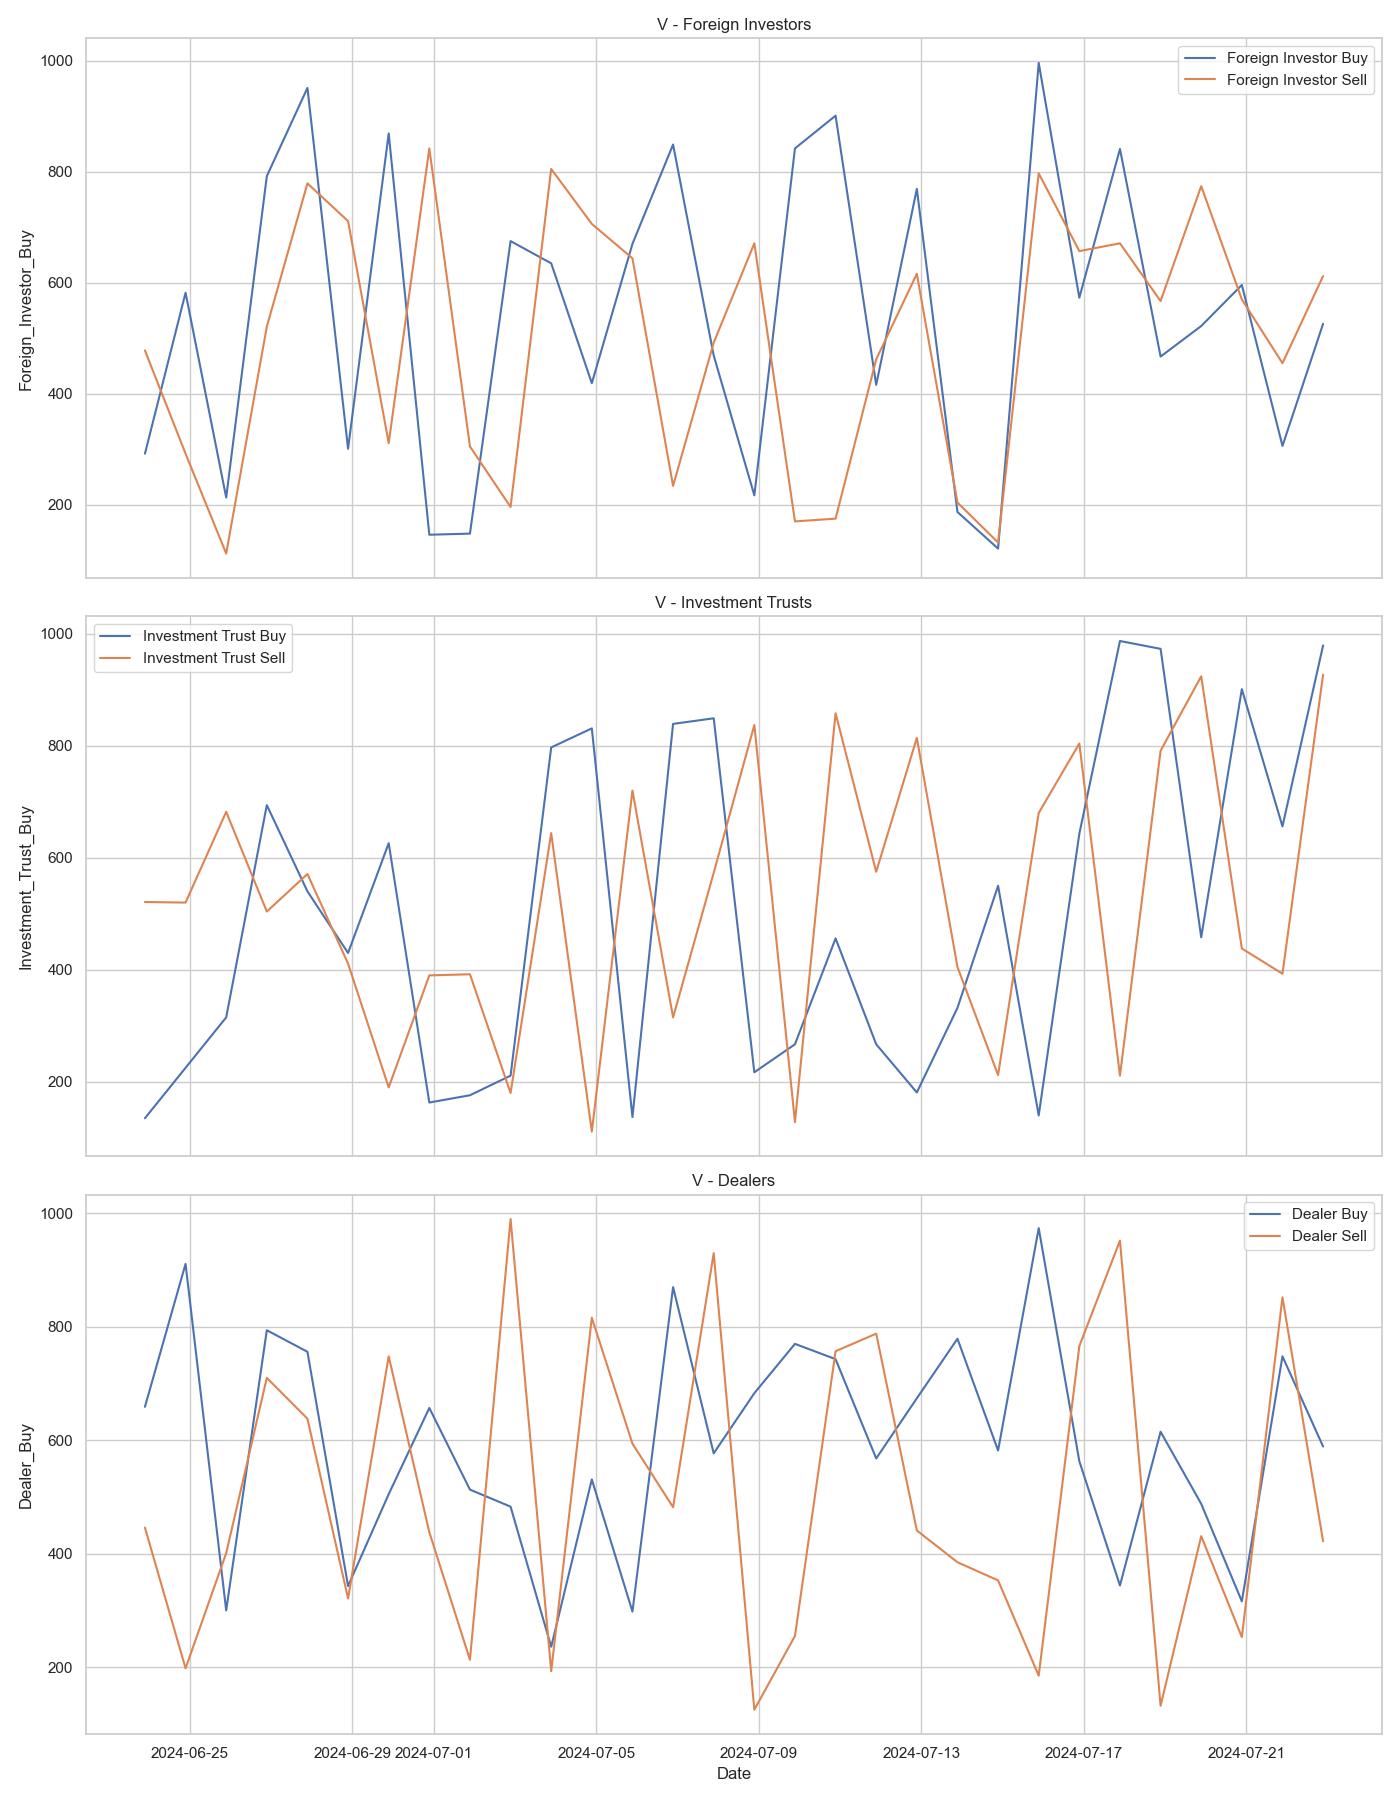 V - Foreign Investors
Foreign_Investor_Buy
1000
800
600
400
200
Foreign Investor Buy
Foreign Investor Sell
V - Investment Trusts
Investment_Trust_Buy
1000
800
600
400
200
Investment Trust Buy
Investment Trust Sell
V - Dealers
Dealer_Buy
1000
800
600
400
200
Dealer Buy
Dealer Sell
2024-06-25 2024-06-29 2024-07-01 2024-07-05 2024-07-09 2024-07-13 2024-07-17 2024-07-21
Date